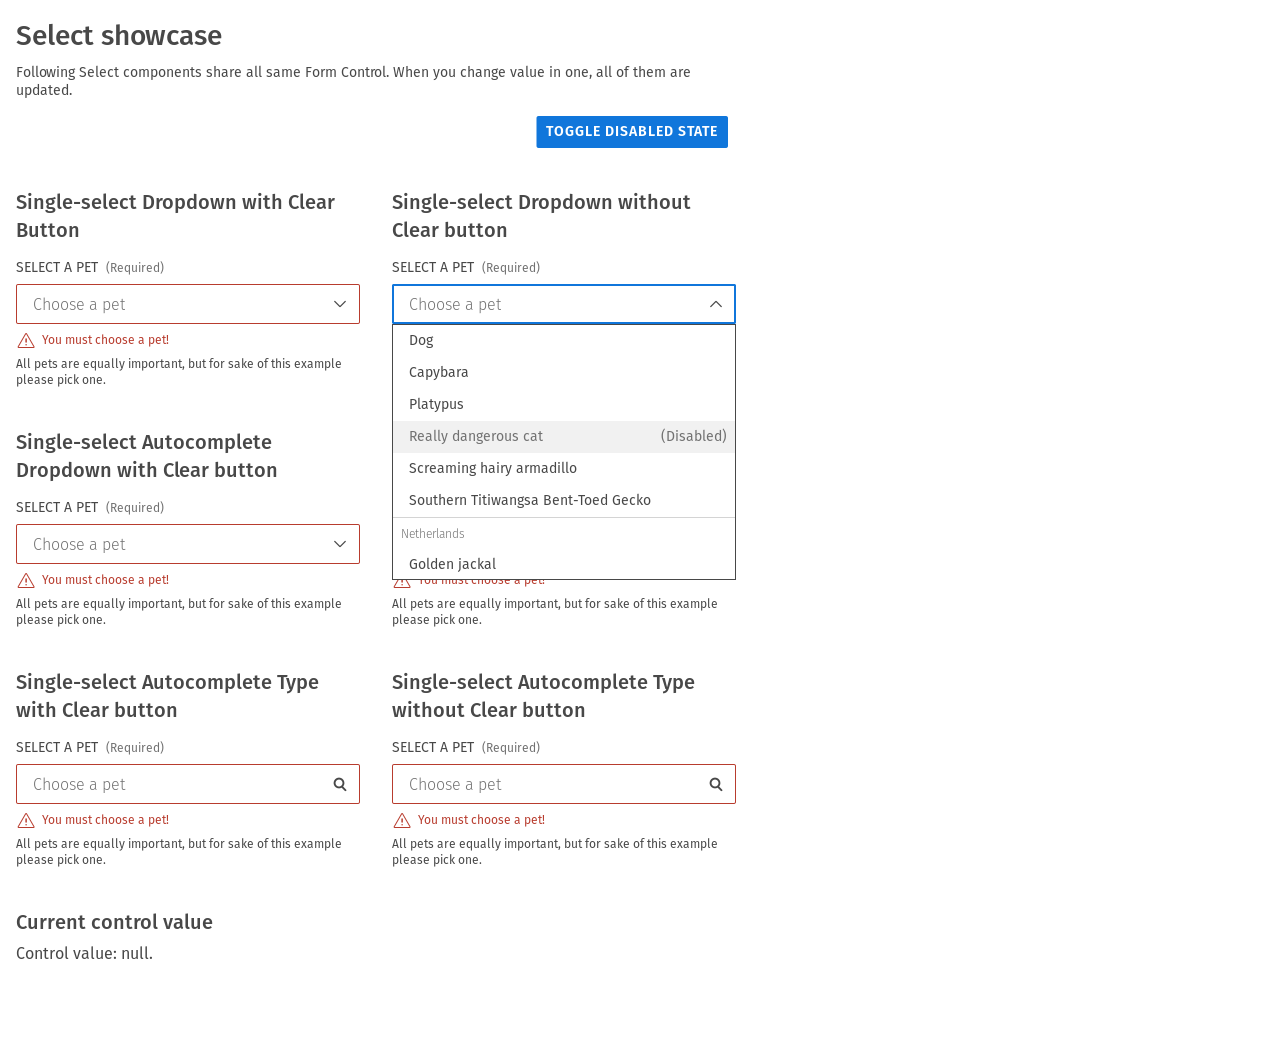 Select showcase
Following Select components share all same Form Control. When you change value in one, all of them are
updated.
TOGGLE DISABLED STATE
Single-select Dropdown with Clear
Button
SELECT A PET (Required)
Choose a pet
You must choose a pet!
All pets are equally important, but for sake of this example
please pick one.
Single-select Dropdown without
Clear button
SELECT A PET (Required)
Choose a pet
Dog
Capybara
Platypus
Really dangerous cat (Disabled)
Screaming hairy armadillo
Southern Titiwangsa Bent-Toed Gecko
Netherlands
Golden jackal
Single-select Autocomplete
Dropdown with Clear button
SELECT A PET (Required)
Choose a pet
You must choose a pet!
All pets are equally important, but for sake of this example
please pick one.
You must choose a pet!
All pets are equally important, but for sake of this example
please pick one.
Single-select Autocomplete Type
with Clear button
SELECT A PET (Required)
Choose a pet
You must choose a pet!
All pets are equally important, but for sake of this example
please pick one.
Single-select Autocomplete Type
without Clear button
SELECT A PET (Required)
Choose a pet
You must choose a pet!
All pets are equally important, but for sake of this example
please pick one.
Current control value
Control value: null.